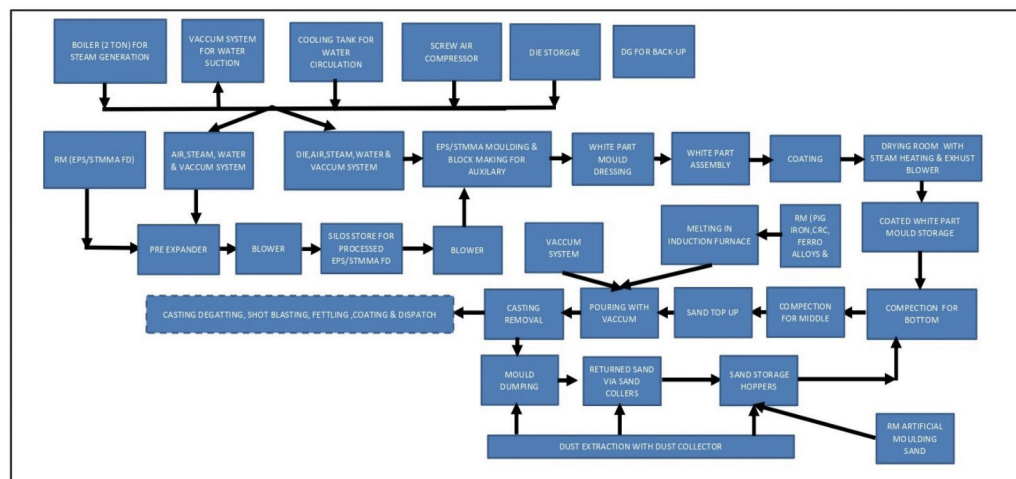 BOILER (2 TON) FOR
STEAM GENERATION
VACCUM SYSTEM
FOR WATER
SUCTION
COOLING TANK FOR
WATER
CIRCULATION
SCREW AIR
COMPRESSOR
DIE STORGAE
DG FOR BACK-UP
RM (EPS/STMMA FD)
AIR,STEAM, WATER
& VACCUM SYSTEM
DIE,AIR,STEAM,WATER &
VACCUM SYSTEM
EPS/STMMA MOULDING &
BLOCK MAKING FOR
AUXILARY
WHITE PART
MOULD
DRESSING
WHITE PART
ASSEMBLY
COATING
DRYING ROOM WITH
STEAM HEATING & EXHUST
BLOWER
PRE EXPANDER
BLOWER
SILOS STORE FOR
PROCESSED
EPS/STMMA FD
BLOWER
VACCUM
SYSTEM
MELTING IN
INDUCTION FURNACE
RM (PIG
IRON,CRC,
FERRO
ALLOYS &
COATED WHITE PART
MOULD STORAGE
CASTING DEGATTING, SHOT BLASTING, FETTLING ,COATING & DISPATCH
CASTING
REMOVAL
POURING WITH
VACCUM
SAND TOP UP
COMPECTION
FOR MIDDLE
COMPECTION FOR
BOTTOM
MOULD
DUMPING
RETURNED SAND
VIA SAND
COLLERS
SAND STORAGE
HOPPERS
DUST EXTRACTION WITH DUST COLLECTOR
RM ARTIFICIAL
MOULDING
SAND